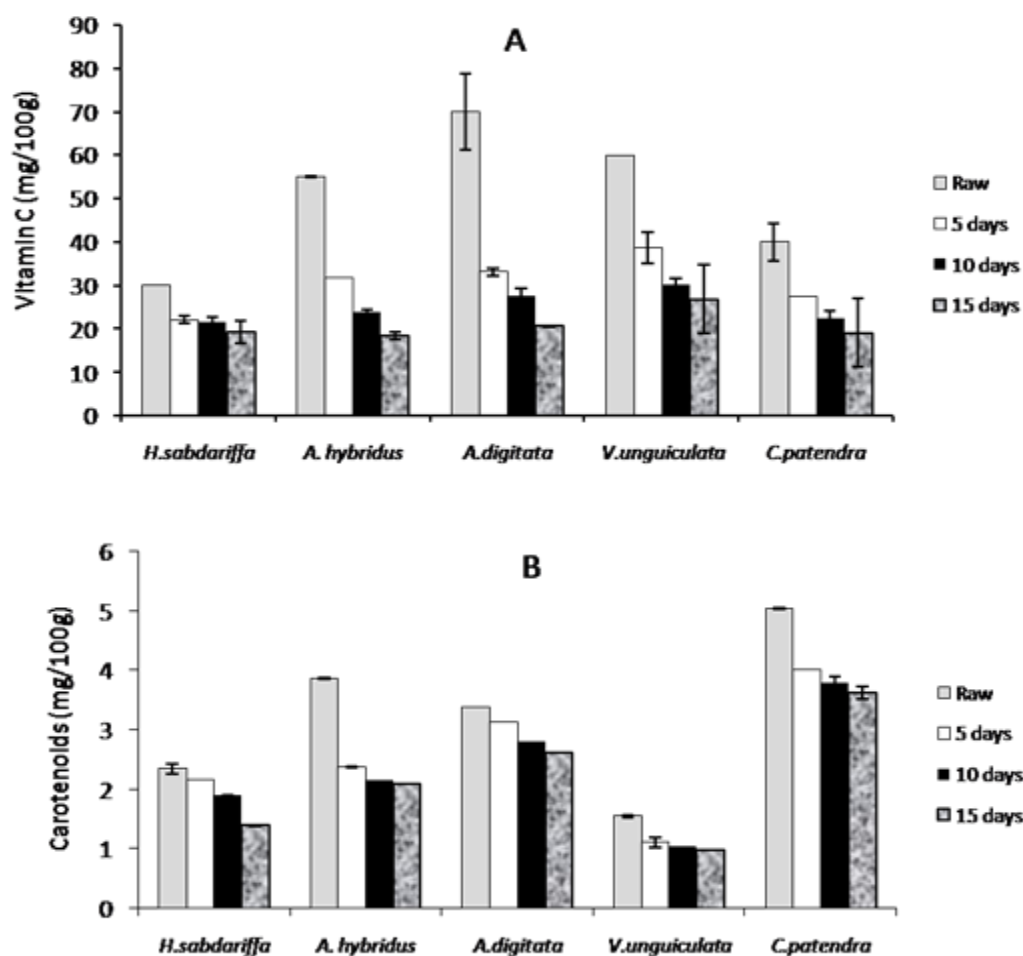 A
VitaminC (mg/100g)
90
80
70
60
50
40
30
20
10
0
H.sabdariffa A. hybridus A.digitata V.unguiculata C.patendra
Raw
5 days
10 days
15 days
B
Carotenoids (mg/100g)
6
5
4
3
2
1
0
H.sabdariffa A. hybridus A.digitata V.unguiculata C.patendra
Raw
5 days
10 days
15 days